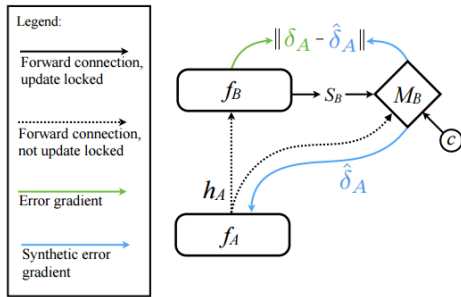 Legend:
Forward connection,
update locked
Forward connection,
not update locked
Error gradient
Synthetic error
gradient
‖δ_A - δ̂_A‖
f_B
S_B
M_B
c
h_A
δ̂_A
f_A